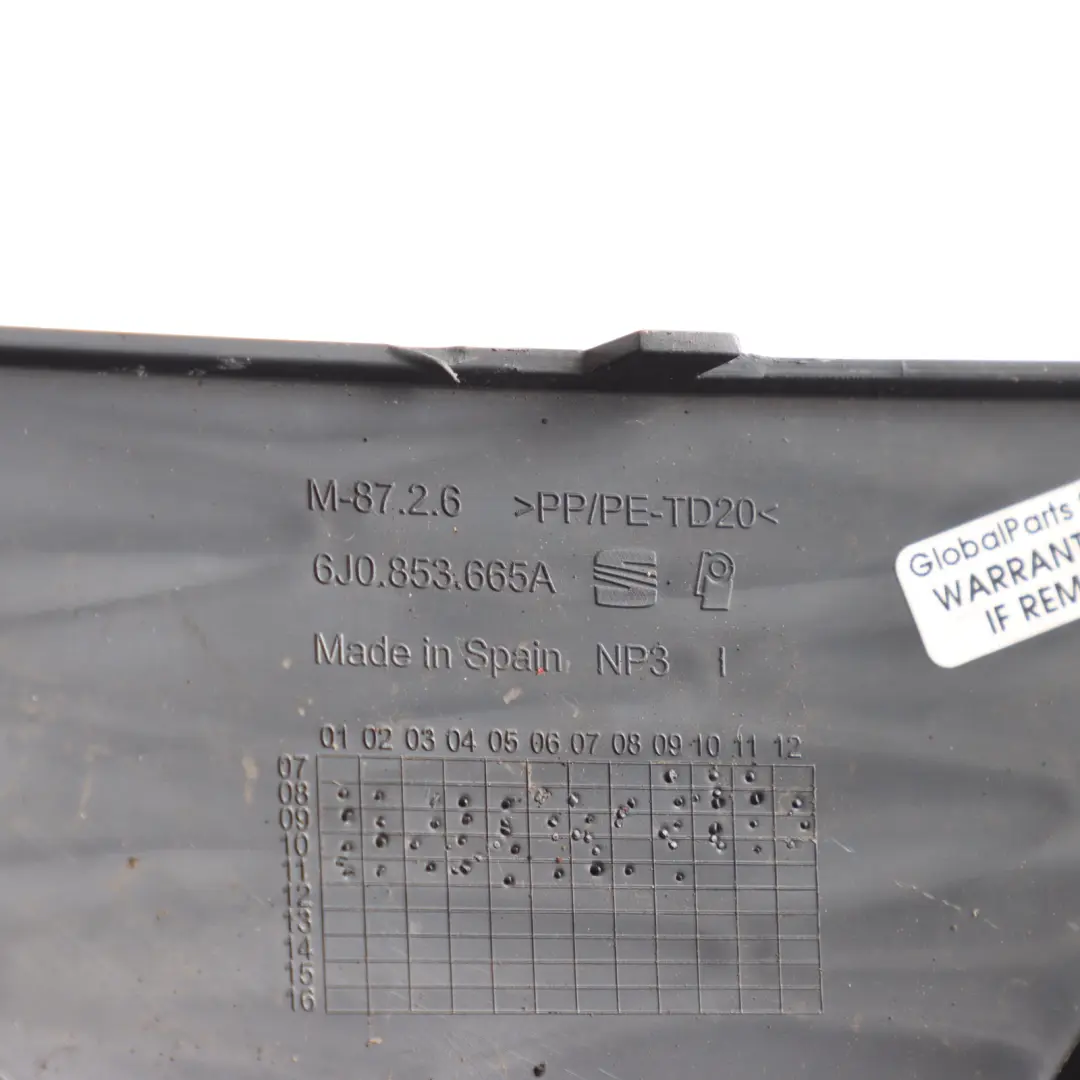 M-87.2.6 >PP/PE-TD20<
6J0.853.665A
Made in Spain NP3 I
GlobalParts
WARRANT
IF REM
01 02 03 04 05 06 07 08 09 10 11 12
07
08
09
10
11
12
13
14
15
16